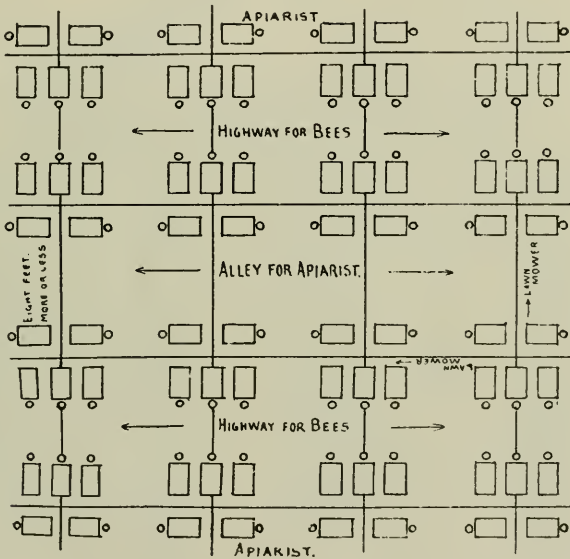 APIARIST
HIGHWAY FOR BEES
ALLEY FOR APIARIST.
EIGHT FEET.
MORE OR LESS
LAWN
MOWER
LAWN
MOWER
HIGHWAY FOR BEES
APIARIST.